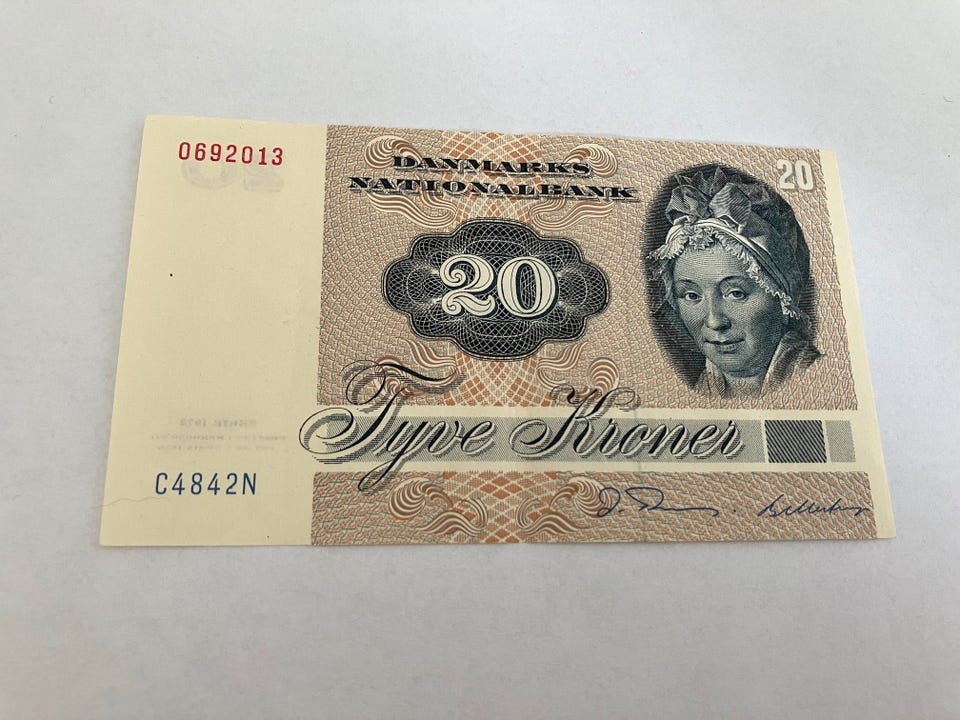 0692013
DANMARKS
NATIONALBANK
20
20
Tyve Kroner
C4842N